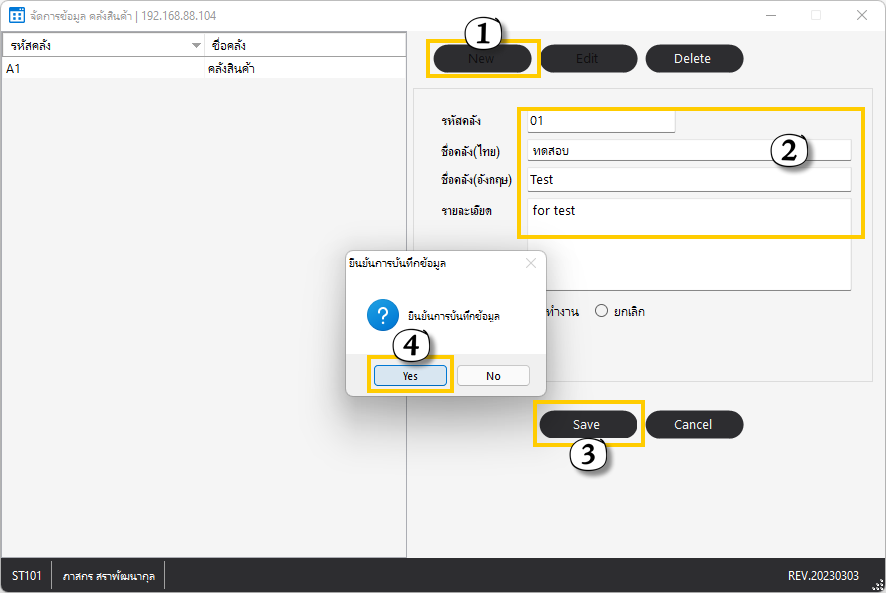 จัดการข้อมูล คลังสินค้า | 192.168.88.104
รหัสคลัง ชื่อคลัง
A1 คลังสินค้า
1
New Edit Delete
รหัสคลัง 01
ชื่อคลัง(ไทย) ทดสอบ
2
ชื่อคลัง(อังกฤษ) Test
รายละเอียด for test
ยืนยันการบันทึกข้อมูล
? ยืนยันการบันทึกข้อมูล
ทำงาน ยกเลิก
4
Yes No
Save Cancel
3
ST101 ภาสกร สราพัฒนากุล REV.20230303